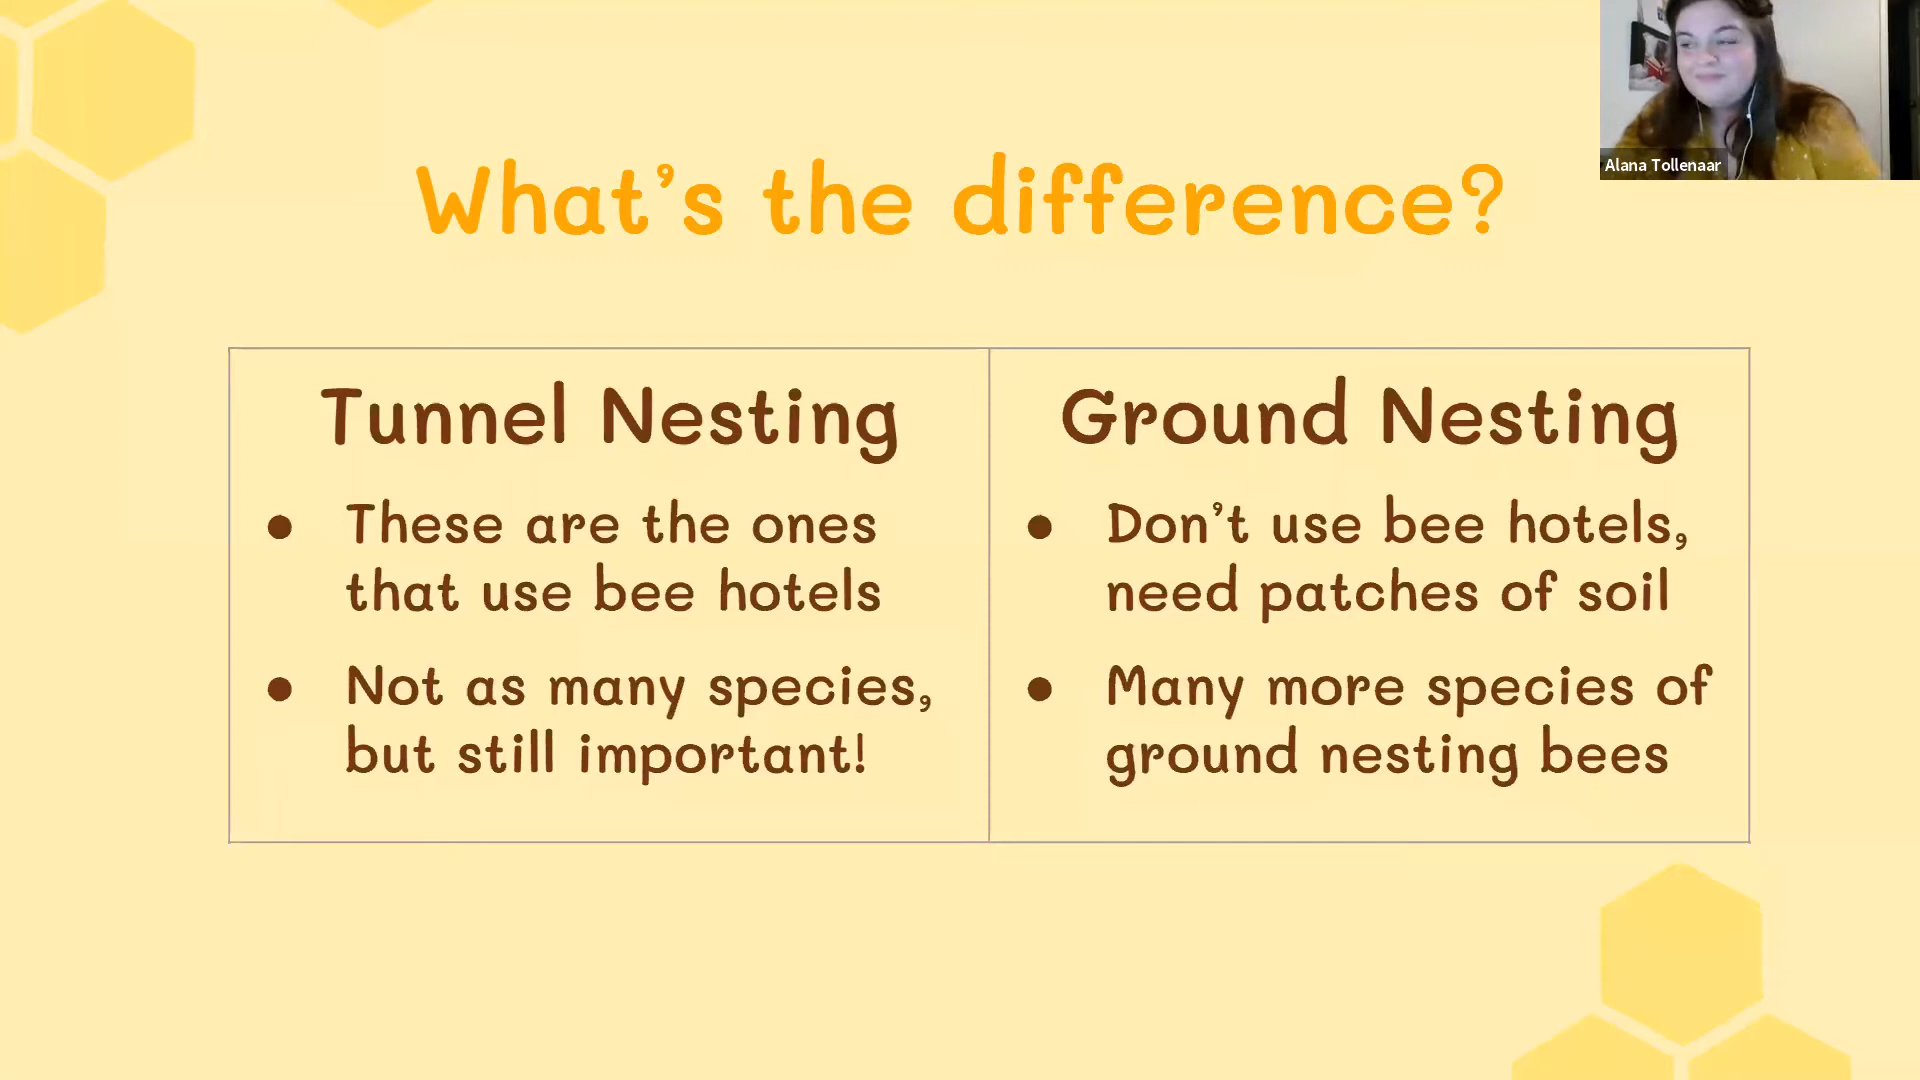 What's the difference?
Alana Tollenaar
Tunnel Nesting
● These are the ones
that use bee hotels
● Not as many species,
but still important!
Ground Nesting
● Don't use bee hotels,
need patches of soil
● Many more species of
ground nesting bees